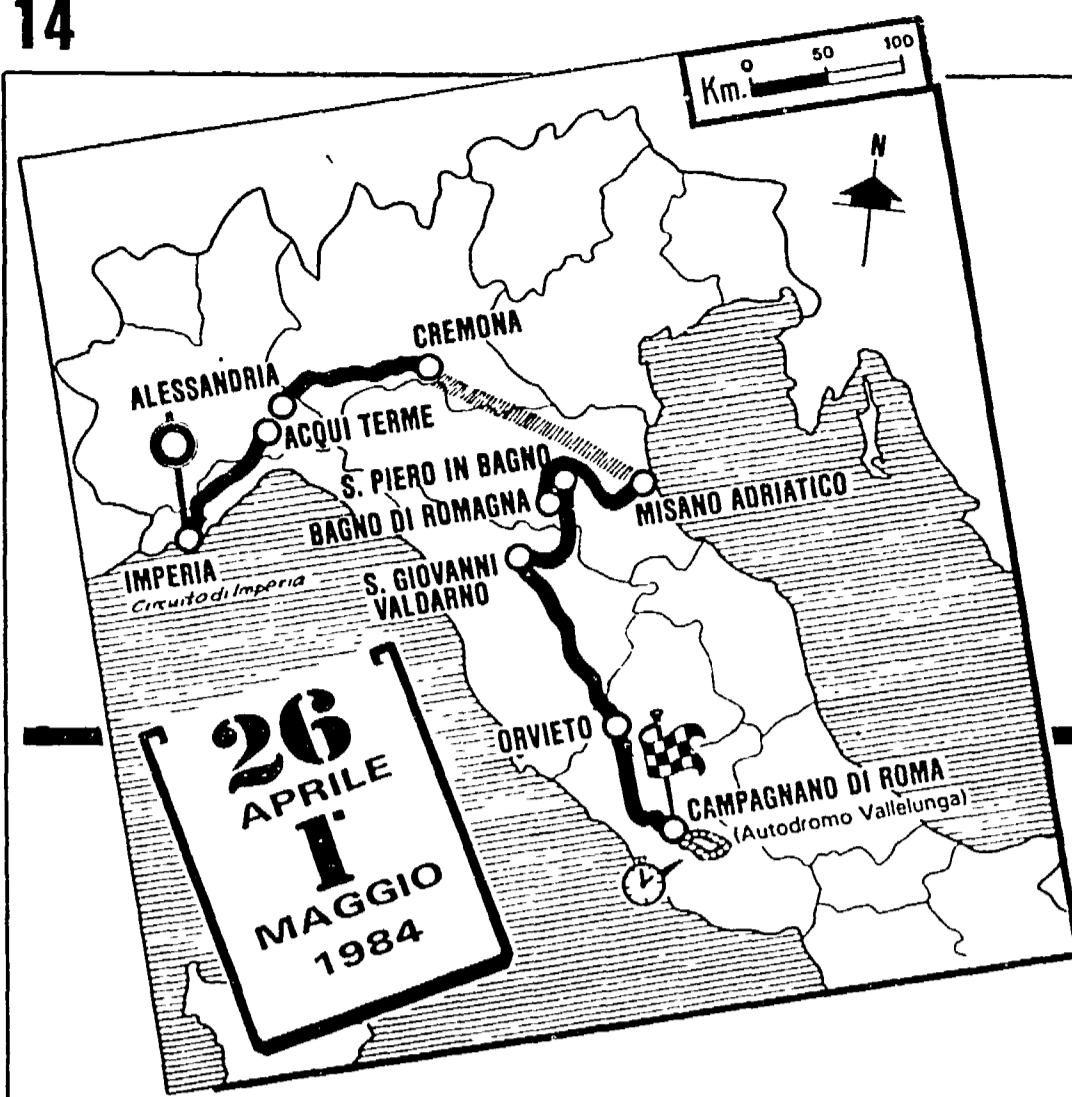 14
Km. 0 50 100
N
CREMONA
ALESSANDRIA
ACQUI TERME
S. PIERO IN BAGNO
BAGNO DI ROMAGNA
MISANO ADRIATICO
IMPERIA
Circuito di Imperia
S. GIOVANNI
VALDARNO
26
APRILE
1°
MAGGIO
1984
ORVIETO
CAMPAGNANO DI ROMA
(Autodromo Vallelunga)